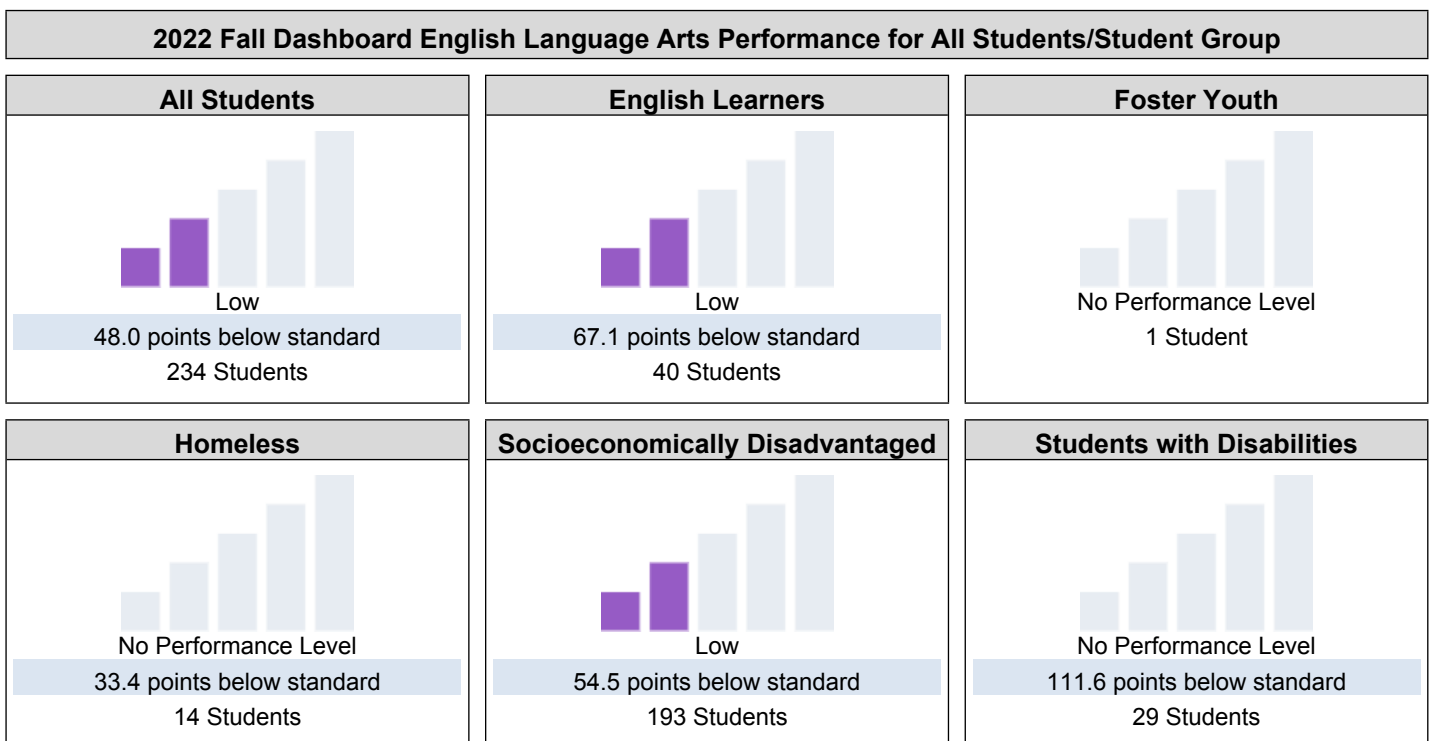 2022 Fall Dashboard English Language Arts Performance for All Students/Student Group
All Students
Low
48.0 points below standard
234 Students
English Learners
Low
67.1 points below standard
40 Students
Foster Youth
No Performance Level
1 Student
Homeless
No Performance Level
33.4 points below standard
14 Students
Socioeconomically Disadvantaged
Low
54.5 points below standard
193 Students
Students with Disabilities
No Performance Level
111.6 points below standard
29 Students